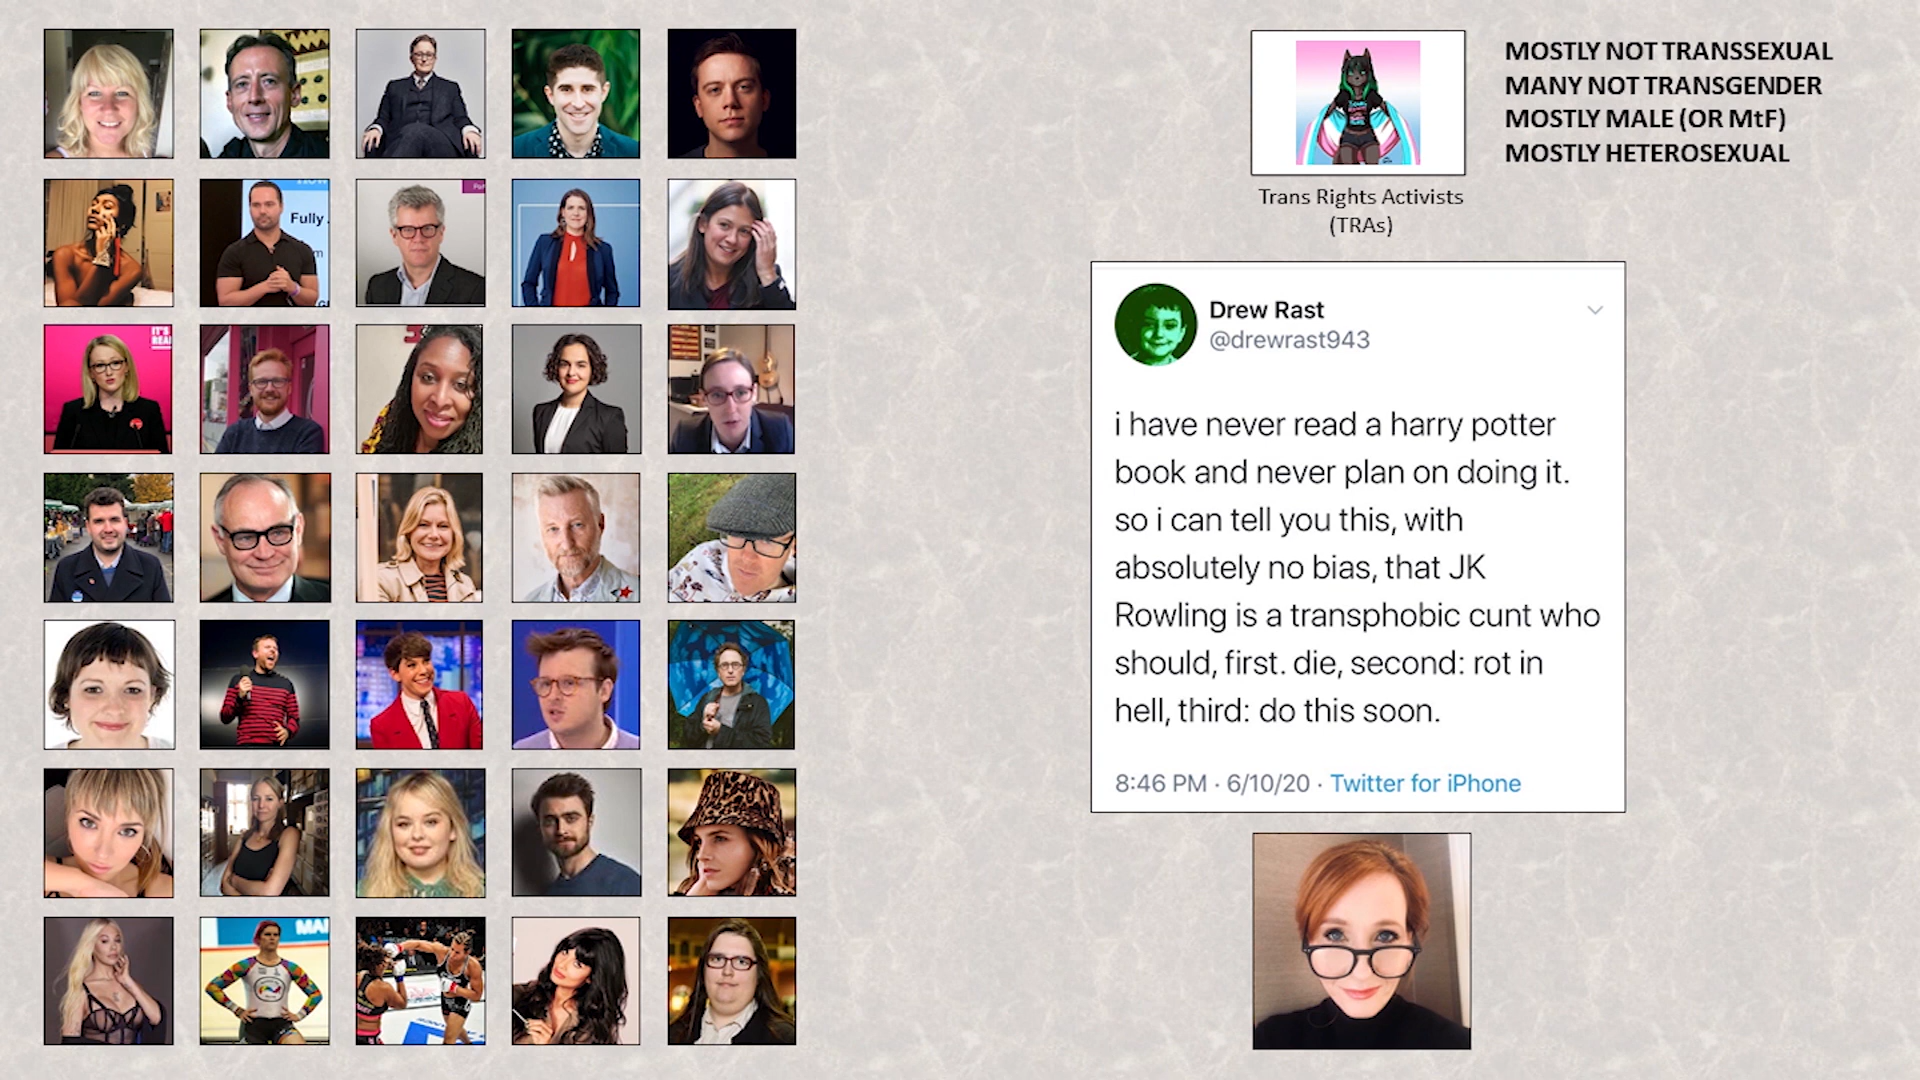 MOSTLY NOT TRANSSEXUAL
MANY NOT TRANSGENDER
MOSTLY MALE (OR MtF)
MOSTLY HETEROSEXUAL
Trans Rights Activists
(TRAs)
Drew Rast
@drewrast943
i have never read a harry potter
book and never plan on doing it.
so i can tell you this, with
absolutely no bias, that JK
Rowling is a transphobic cunt who
should, first. die, second: rot in
hell, third: do this soon.
8:46 PM · 6/10/20 · Twitter for iPhone
Fully
IT'S
REAL
MAI